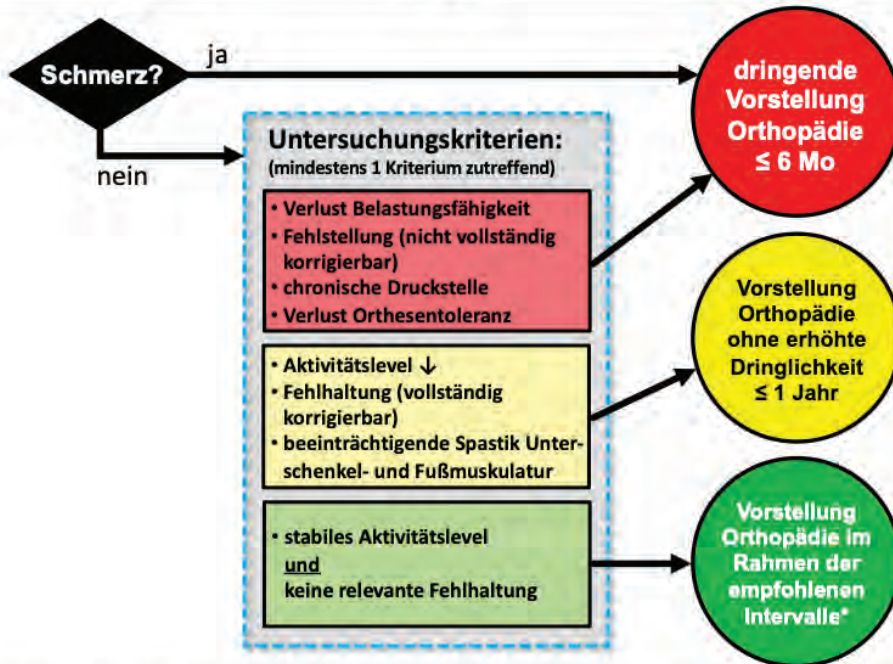 Schmerz?
ja
nein
dringende
Vorstellung
Orthopädie
≤ 6 Mo
Untersuchungskriterien:
(mindestens 1 Kriterium zutreffend)
• Verlust Belastungsfähigkeit
• Fehlstellung (nicht vollständig
korrigierbar)
• chronische Druckstelle
• Verlust Orthesentoleranz
Vorstellung
Orthopädie
ohne erhöhte
Dringlichkeit
≤ 1 Jahr
• Aktivitätslevel ↓
• Fehlhaltung (vollständig
korrigierbar)
• beeinträchtigende Spastik Unter-
schenkel- und Fußmuskulatur
Vorstellung
Orthopädie im
Rahmen der
empfohlenen
Intervalle*
• stabiles Aktivitätslevel
und
keine relevante Fehlhaltung